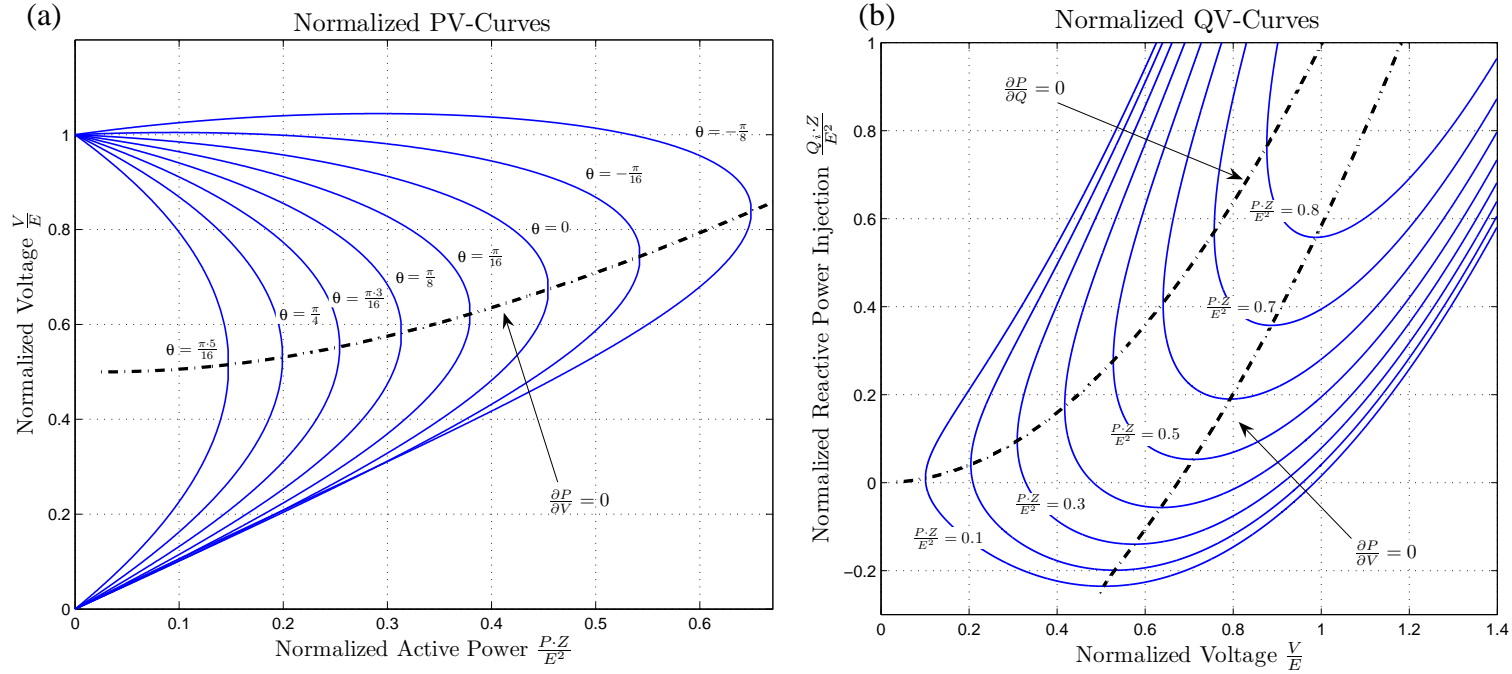 (a)
Normalized PV-Curves
Normalized Voltage V/E
1
0.8
0.6
0.4
0.2
0
0 0.1 0.2 0.3 0.4 0.5 0.6
Normalized Active Power P·Z/E²
θ = −π/8
θ = −π/16
θ = 0
θ = π/16
θ = π/8
θ = π·3/16
θ = π/4
θ = π·5/16
∂P/∂V = 0
(b)
Normalized QV-Curves
Normalized Reactive Power Injection Qᵢ·Z/E²
1
0.8
0.6
0.4
0.2
0
−0.2
0 0.2 0.4 0.6 0.8 1 1.2 1.4
Normalized Voltage V/E
∂P/∂Q = 0
P·Z/E² = 0.8
P·Z/E² = 0.7
P·Z/E² = 0.5
P·Z/E² = 0.3
P·Z/E² = 0.1
∂P/∂V = 0